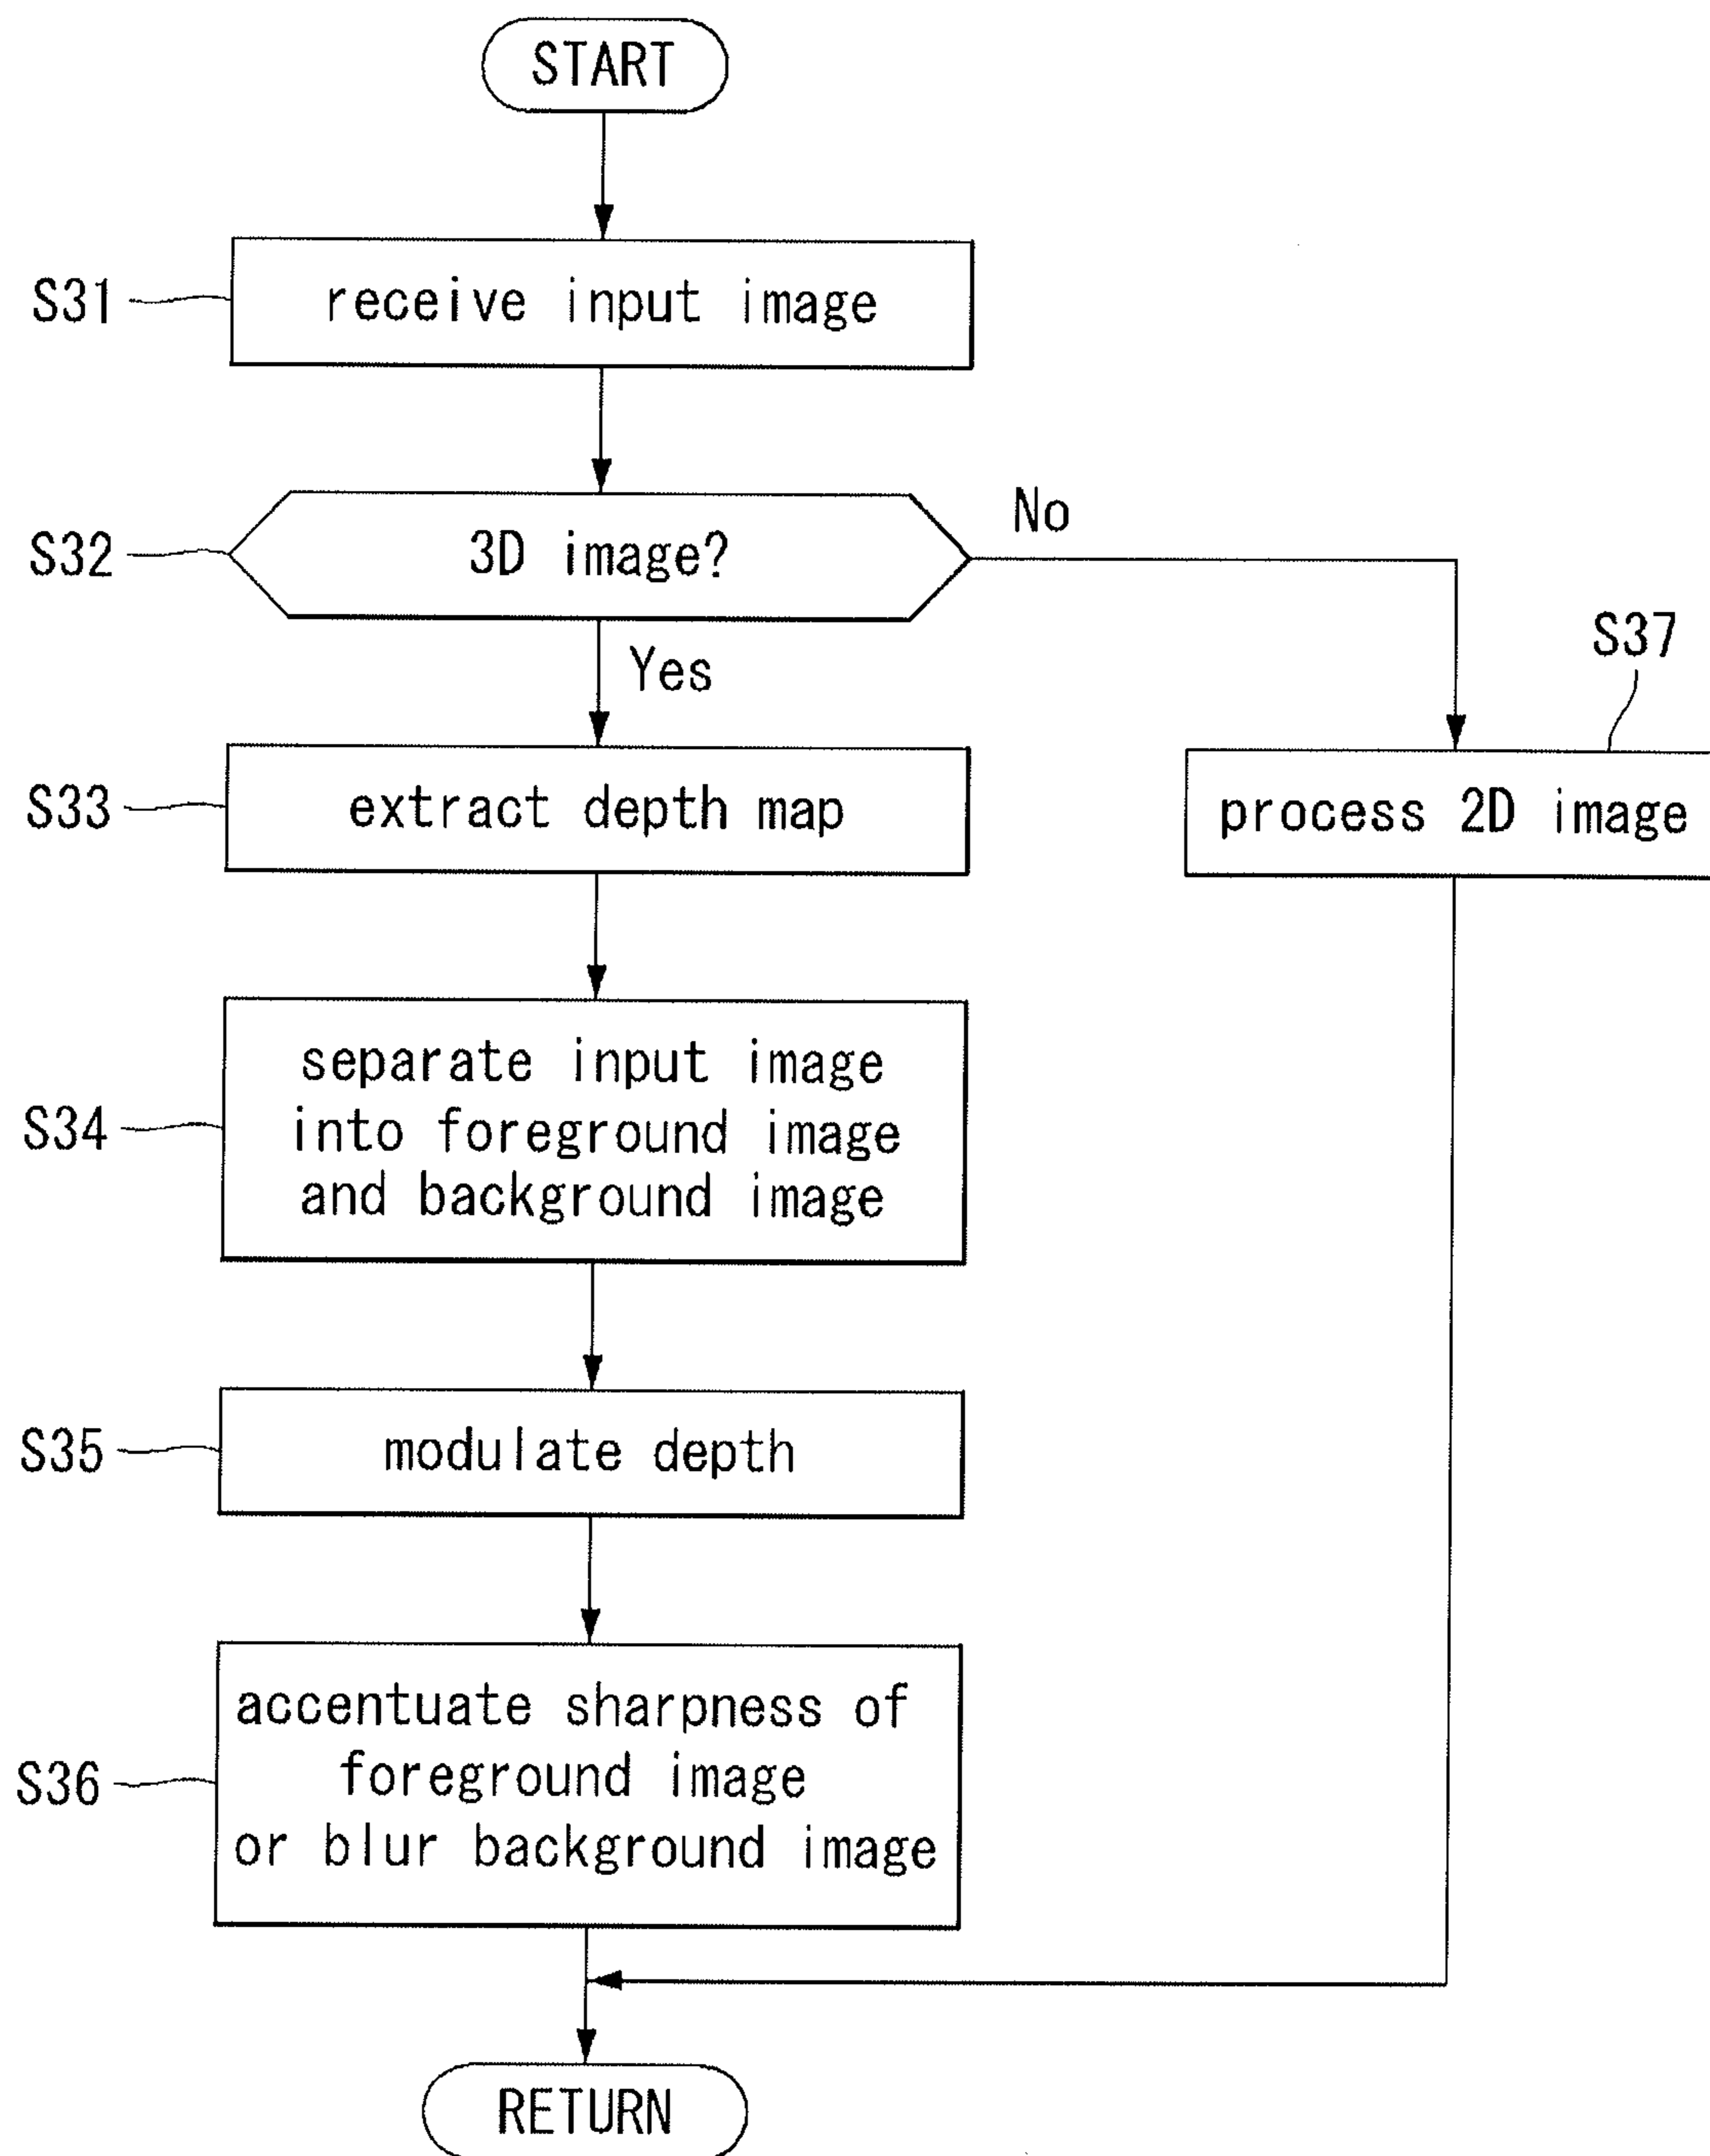 START
S31
receive input image
S32
3D image?
No
Yes
S37
S33
extract depth map
process 2D image
S34
separate input image
into foreground image
and background image
S35
modulate depth
S36
accentuate sharpness of
foreground image
or blur background image
RETURN